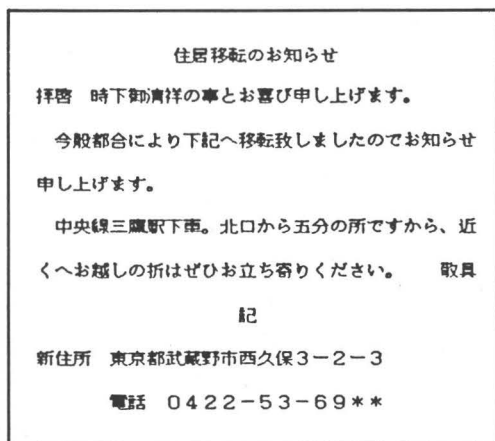 住居移転のお知らせ
拝啓　時下御清祥の事とお喜び申し上げます。
今般都合により下記へ移転致しましたのでお知らせ
申し上げます。
中央線三鷹駅下車。北口から五分の所ですから、近
くへお越しの折はぜひお立ち寄りください。　敬具
記
新住所　東京都武蔵野市西久保３－２－３
電話　０４２２－５３－６９＊＊